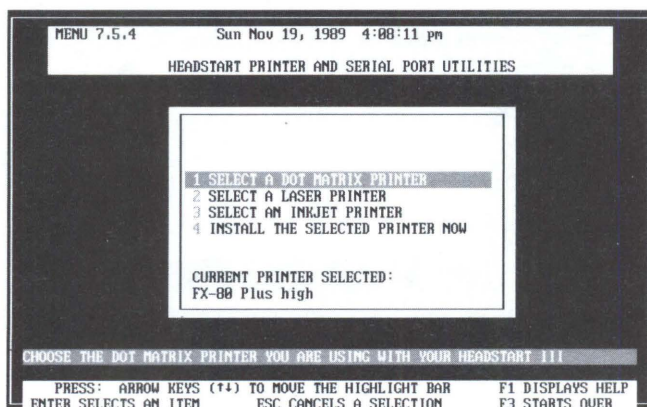 MENU 7.5.4 Sun Nov 19, 1989 4:08:11 pm
HEADSTART PRINTER AND SERIAL PORT UTILITIES
1 SELECT A DOT MATRIX PRINTER
2 SELECT A LASER PRINTER
3 SELECT AN INKJET PRINTER
4 INSTALL THE SELECTED PRINTER NOW
CURRENT PRINTER SELECTED:
FX-80 Plus high
CHOOSE THE DOT MATRIX PRINTER YOU ARE USING WITH YOUR HEADSTART III
PRESS: ARROW KEYS (↑↓) TO MOVE THE HIGHLIGHT BAR F1 DISPLAYS HELP
ENTER SELECTS AN ITEM ESC CANCELS A SELECTION F3 STARTS OVER